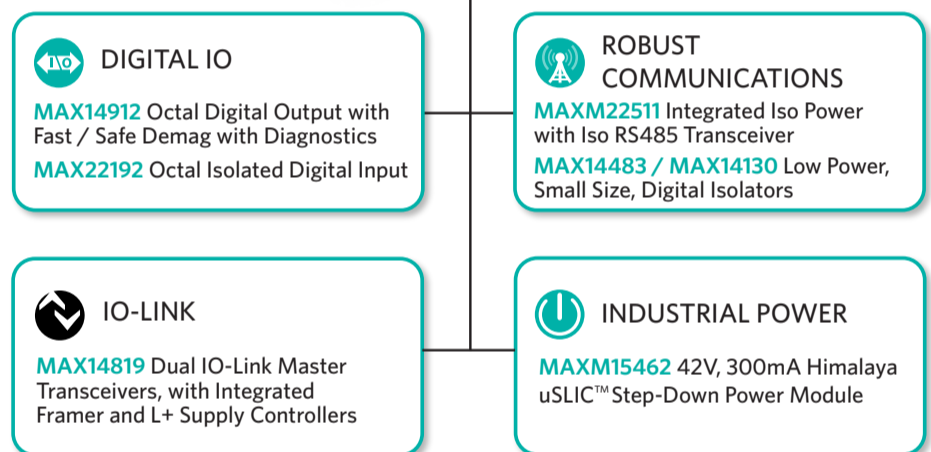 DIGITAL IO
MAX14912 Octal Digital Output with
Fast / Safe Demag with Diagnostics
MAX22192 Octal Isolated Digital Input
ROBUST
COMMUNICATIONS
MAXM22511 Integrated Iso Power
with Iso RS485 Transceiver
MAX14483 / MAX14130 Low Power,
Small Size, Digital Isolators
IO-LINK
MAX14819 Dual IO-Link Master
Transceivers, with Integrated
Framer and L+ Supply Controllers
INDUSTRIAL POWER
MAXM15462 42V, 300mA Himalaya
uSLIC™ Step-Down Power Module